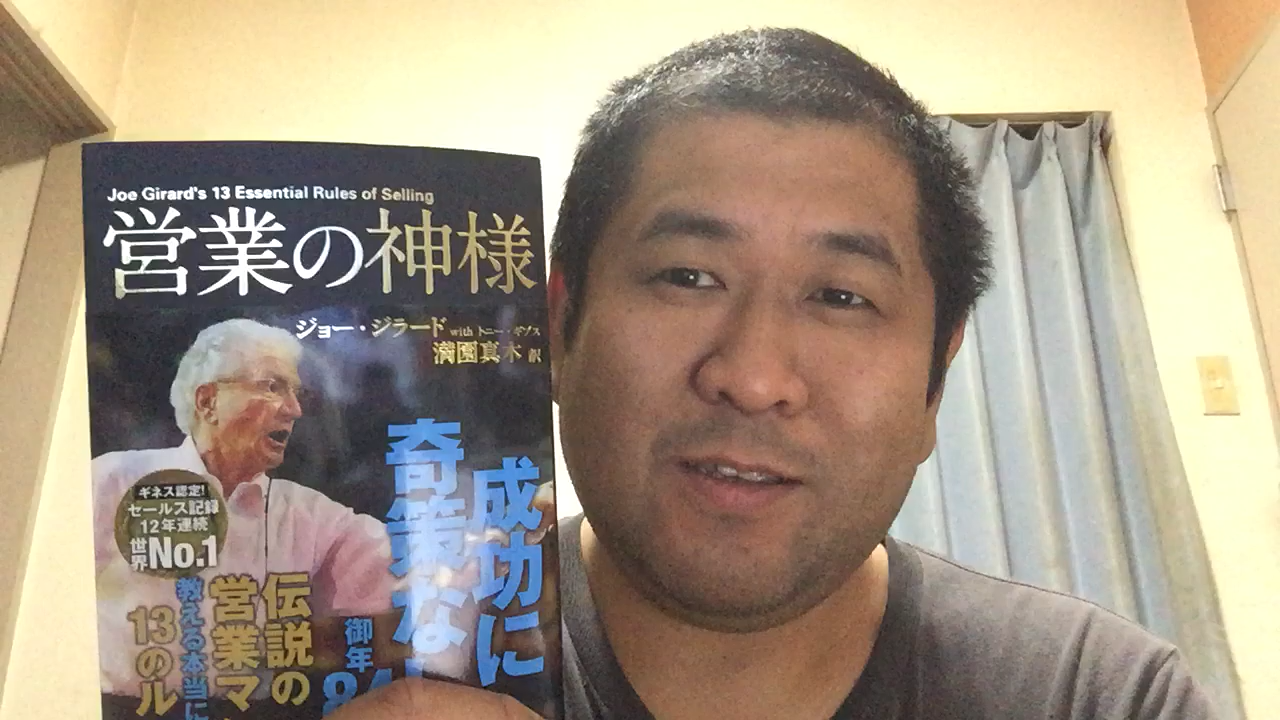 Joe Girard's 13 Essential Rules of Selling
営業の神様
ジョー・ジラード with トニー・ギブス
満園真木 訳
成功に
奇策な
ギネス認定!
セールス記録
12年連続
世界No.1
御年
84
伝説の
営業マ
教える本当に
13のル